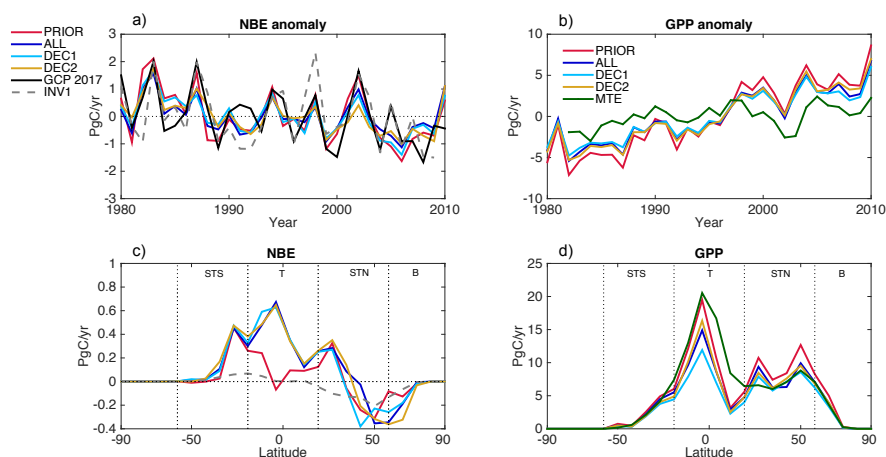 a)
NBE anomaly
PRIOR
ALL
DEC1
DEC2
GCP 2017
INV1
PgC/yr
3
2
1
0
-1
-2
-3
1980
1990
2000
2010
Year
b)
GPP anomaly
PRIOR
ALL
DEC1
DEC2
MTE
PgC/yr
10
5
0
-5
-10
1980
1990
2000
2010
Year
c)
NBE
STS
T
STN
B
PgC/yr
1
0.8
0.6
0.4
0.2
0
-0.2
-0.4
-90
-50
0
50
90
Latitude
d)
GPP
STS
T
STN
B
PgC/yr
25
20
15
10
5
0
-90
-50
0
50
90
Latitude